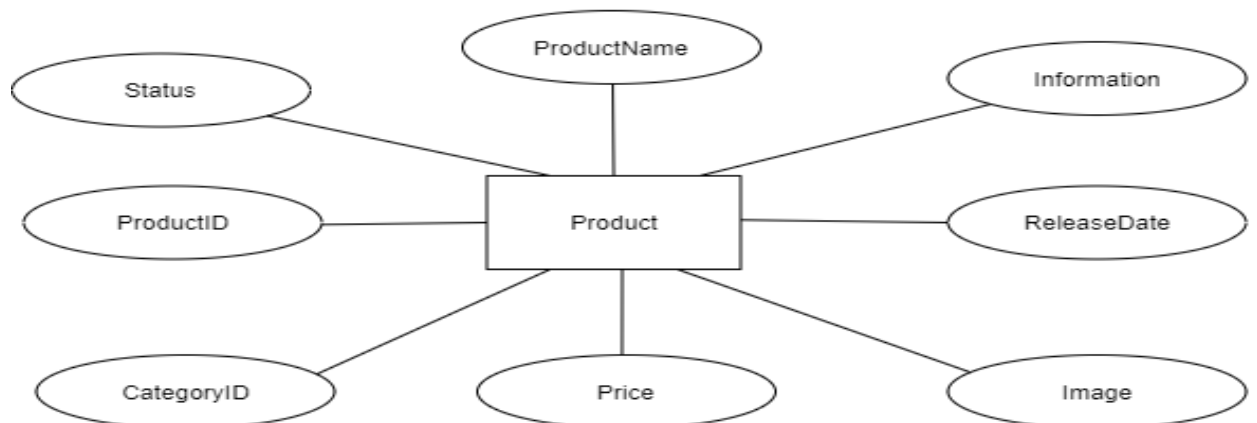 ProductName
Status
Information
ProductID
Product
ReleaseDate
CategoryID
Price
Image